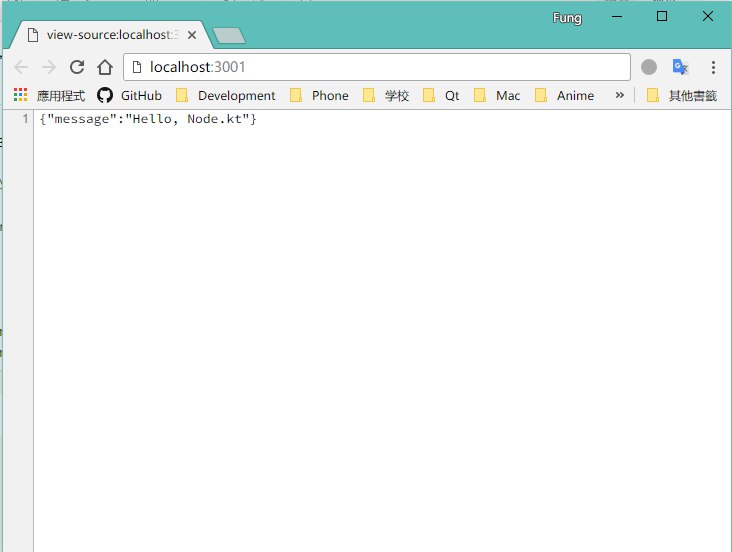 Fung
view-source:localhost:3
localhost:3001
應用程式 GitHub Development Phone 学校 Qt Mac Anime » 其他書籤
1 {"message":"Hello, Node.kt"}